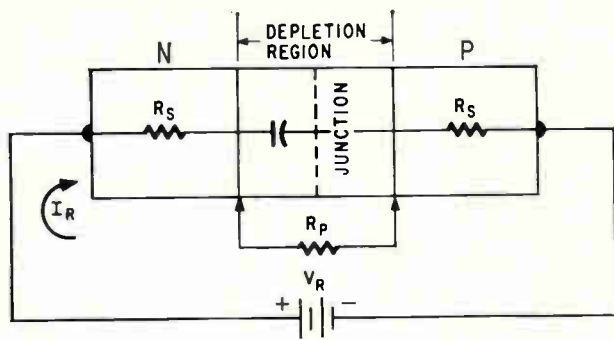 DEPLETION
REGION
N
P
RS
JUNCTION
RS
IR
RP
VR
+ −